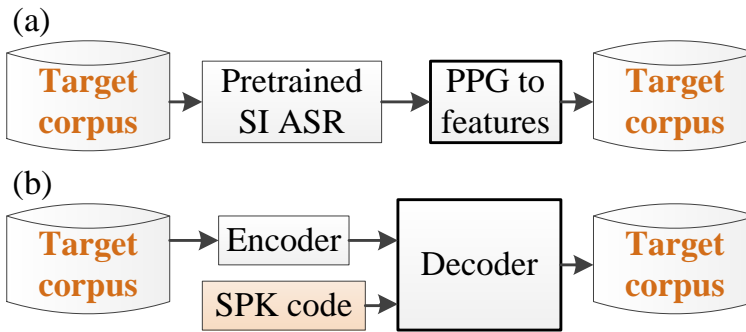 (a)
Target
corpus
Pretrained
SI ASR
PPG to
features
Target
corpus
(b)
Target
corpus
Encoder
SPK code
Decoder
Target
corpus